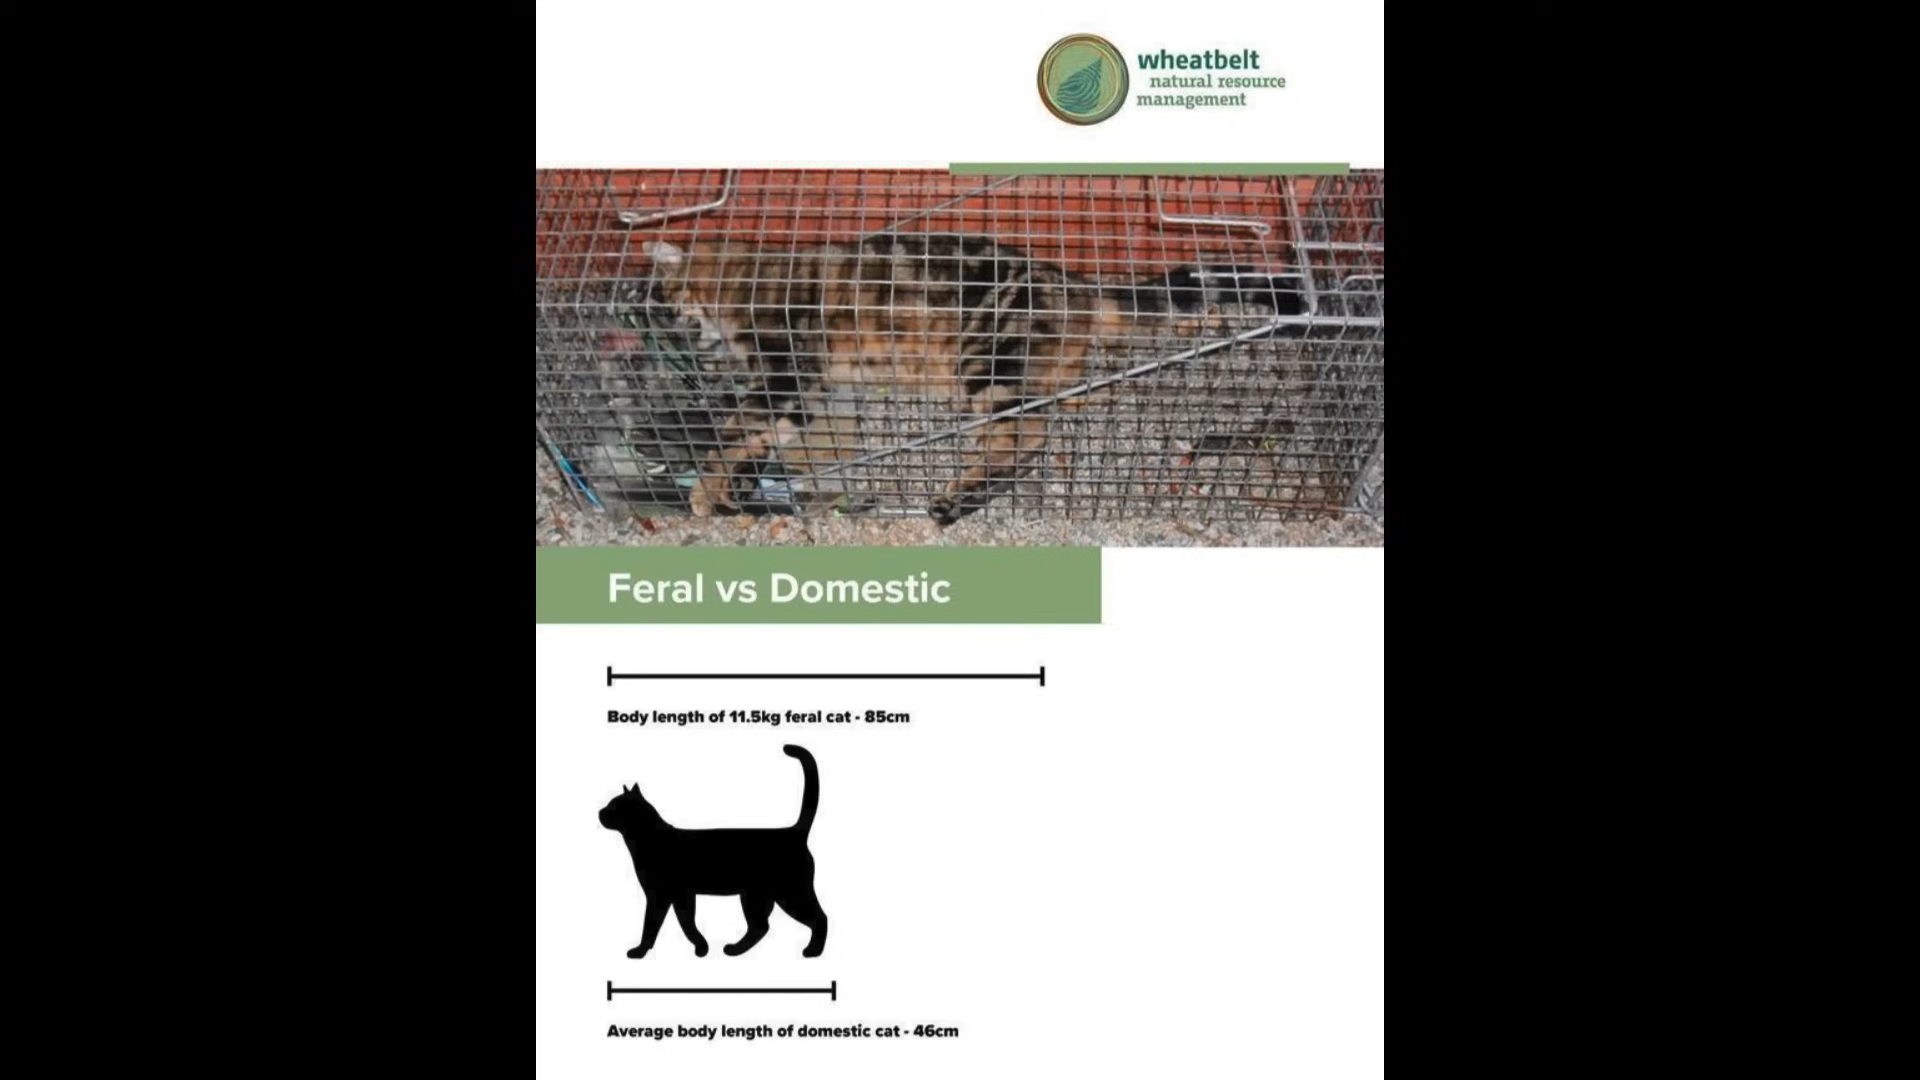 wheatbelt
natural resource
management
Feral vs Domestic
Body length of 11.5kg feral cat - 85cm
Average body length of domestic cat - 46cm